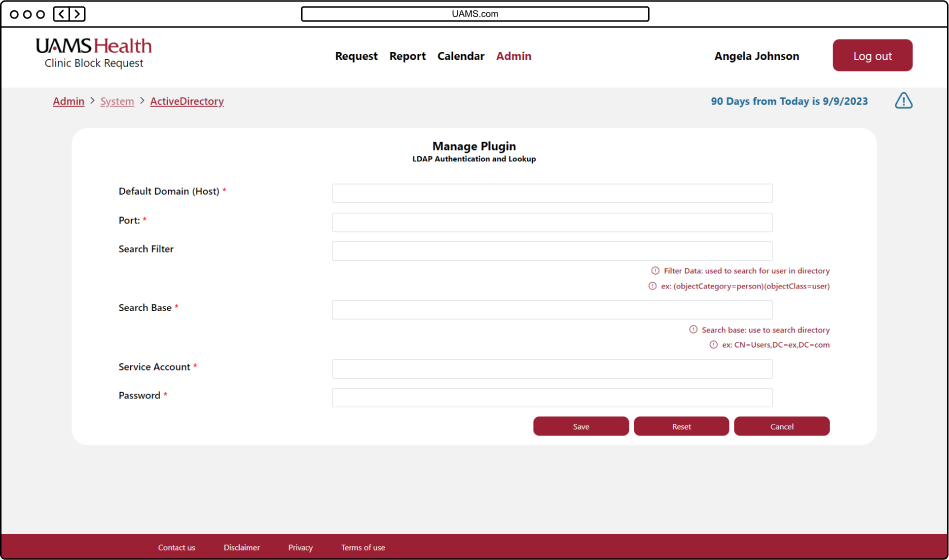 UAMS.com
UAMS Health
Clinic Block Request
Request Report Calendar Admin
Angela Johnson
Log out
Admin > System > ActiveDirectory
90 Days from Today is 9/9/2023
Manage Plugin
LDAP Authentication and Lookup
Default Domain (Host) *
Port: *
Search Filter
Filter Data: used to search for user in directory
ex: (objectCategory=person)(objectClass=user)
Search Base *
Search base: use to search directory
ex: CN=Users,DC=ex,DC=com
Service Account *
Password *
Save Reset Cancel
Contact us Disclaimer Privacy Terms of use